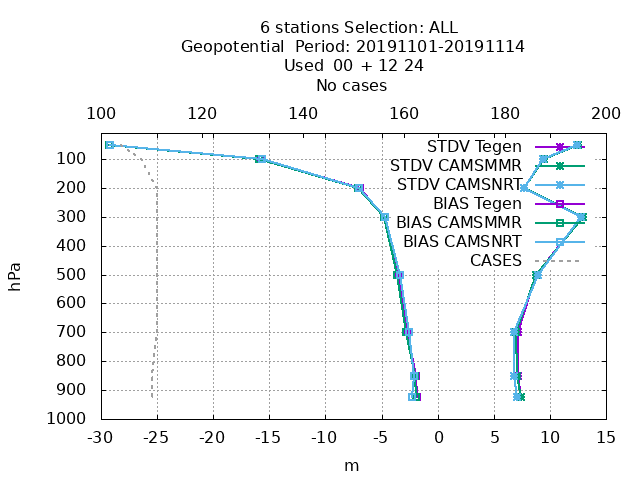 6 stations Selection: ALL
Geopotential  Period: 20191101-20191114
Used  00 + 12 24
No cases
100 120 140 160 180 200
STDV Tegen
STDV CAMSMMR
STDV CAMSNRT
BIAS Tegen
BIAS CAMSMMR
BIAS CAMSNRT
CASES
hPa
100
200
300
400
500
600
700
800
900
1000
-30 -25 -20 -15 -10 -5 0 5 10 15
m